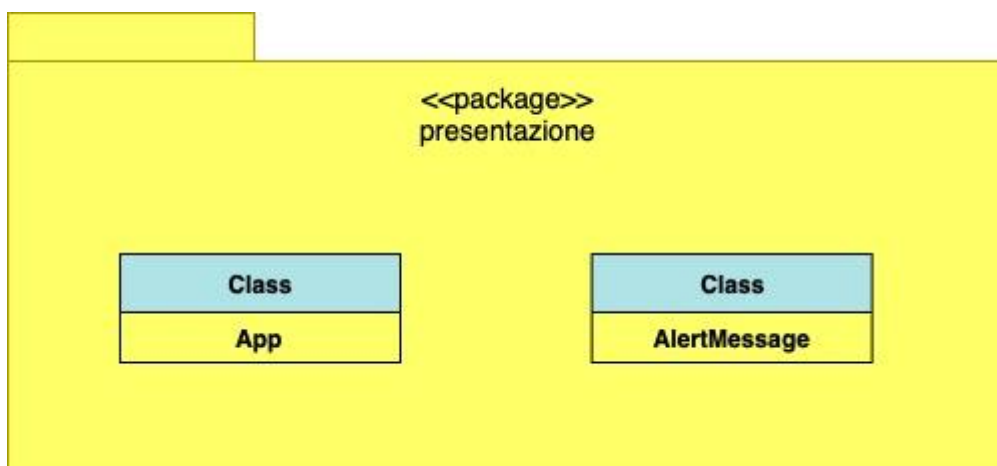 <<package>>
presentazione
Class
Class
App
AlertMessage